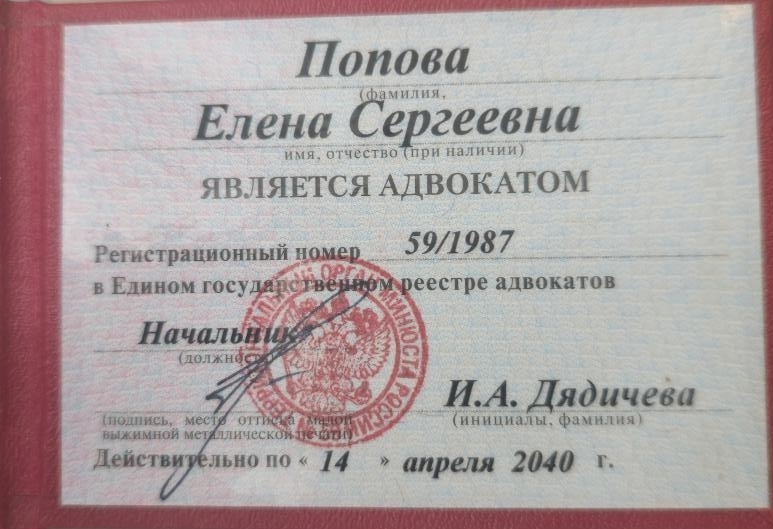 Попова
(фамилия,
Елена Сергеевна
имя, отчество (при наличии)
ЯВЛЯЕТСЯ АДВОКАТОМ
Регистрационный номер 59/1987
в Едином государственном реестре адвокатов
Начальник
(должность)
И.А. Дядичева
(подпись, место оттиска малой (инициалы, фамилия)
выжимной металлической печати)
Действительно по « 14 » апреля 2040 г.